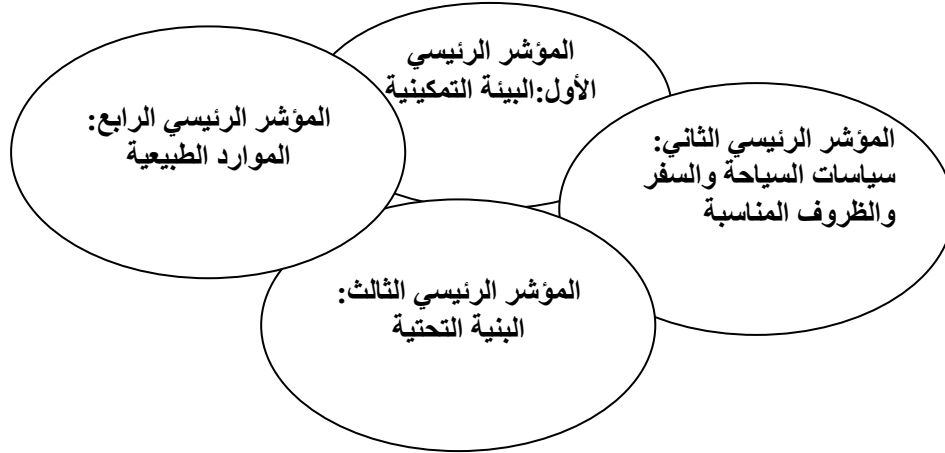 المؤشر الرئيسي
الأول:البيئة التمكينية
المؤشر الرئيسي الثاني:
سياسات السياحة والسفر
والظروف المناسبة
المؤشر الرئيسي الثالث:
البنية التحتية
المؤشر الرئيسي الرابع:
الموارد الطبيعية